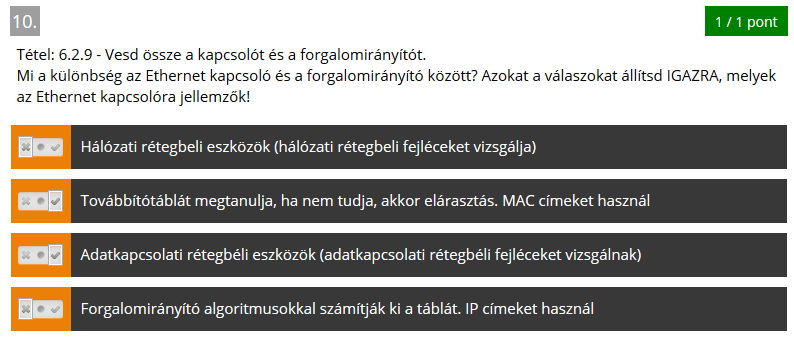 10.
1 / 1 pont
Tétel: 6.2.9 - Vesd össze a kapcsolót és a forgalomirányítót.
Mi a különbség az Ethernet kapcsoló és a forgalomirányító között? Azokat a válaszokat állítsd IGAZRA, melyek
az Ethernet kapcsolóra jellemzők!
Hálózati rétegbeli eszközök (hálózati rétegbeli fejléceket vizsgálja)
Továbbítótáblát megtanulja, ha nem tudja, akkor elárasztás. MAC címeket használ
Adatkapcsolati rétegbéli eszközök (adatkapcsolati rétegbéli fejléceket vizsgálnak)
Forgalomirányító algoritmusokkal számítják ki a táblát. IP címeket használ